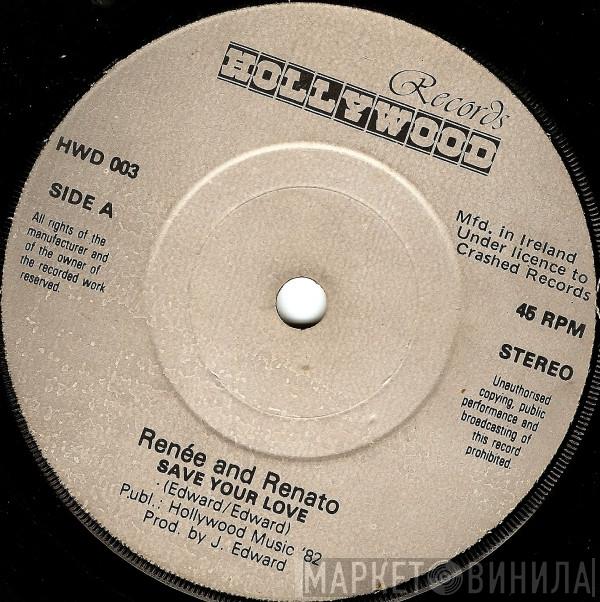 Records
HOLLYWOOD
HWD 003
SIDE A
All rights of the
manufacturer and
of the owner of
the recorded work
reserved.
Mfd. in Ireland
Under licence to
Crashed Records
45 RPM
STEREO
Unauthorised
copying, public
performance and
broadcasting of
this record
prohibited.
Renée and Renato
SAVE YOUR LOVE
(Edward/Edward)
Publ.: Hollywood Music '82
Prod. by J. Edward
МАРКЕТ ВИНИЛА